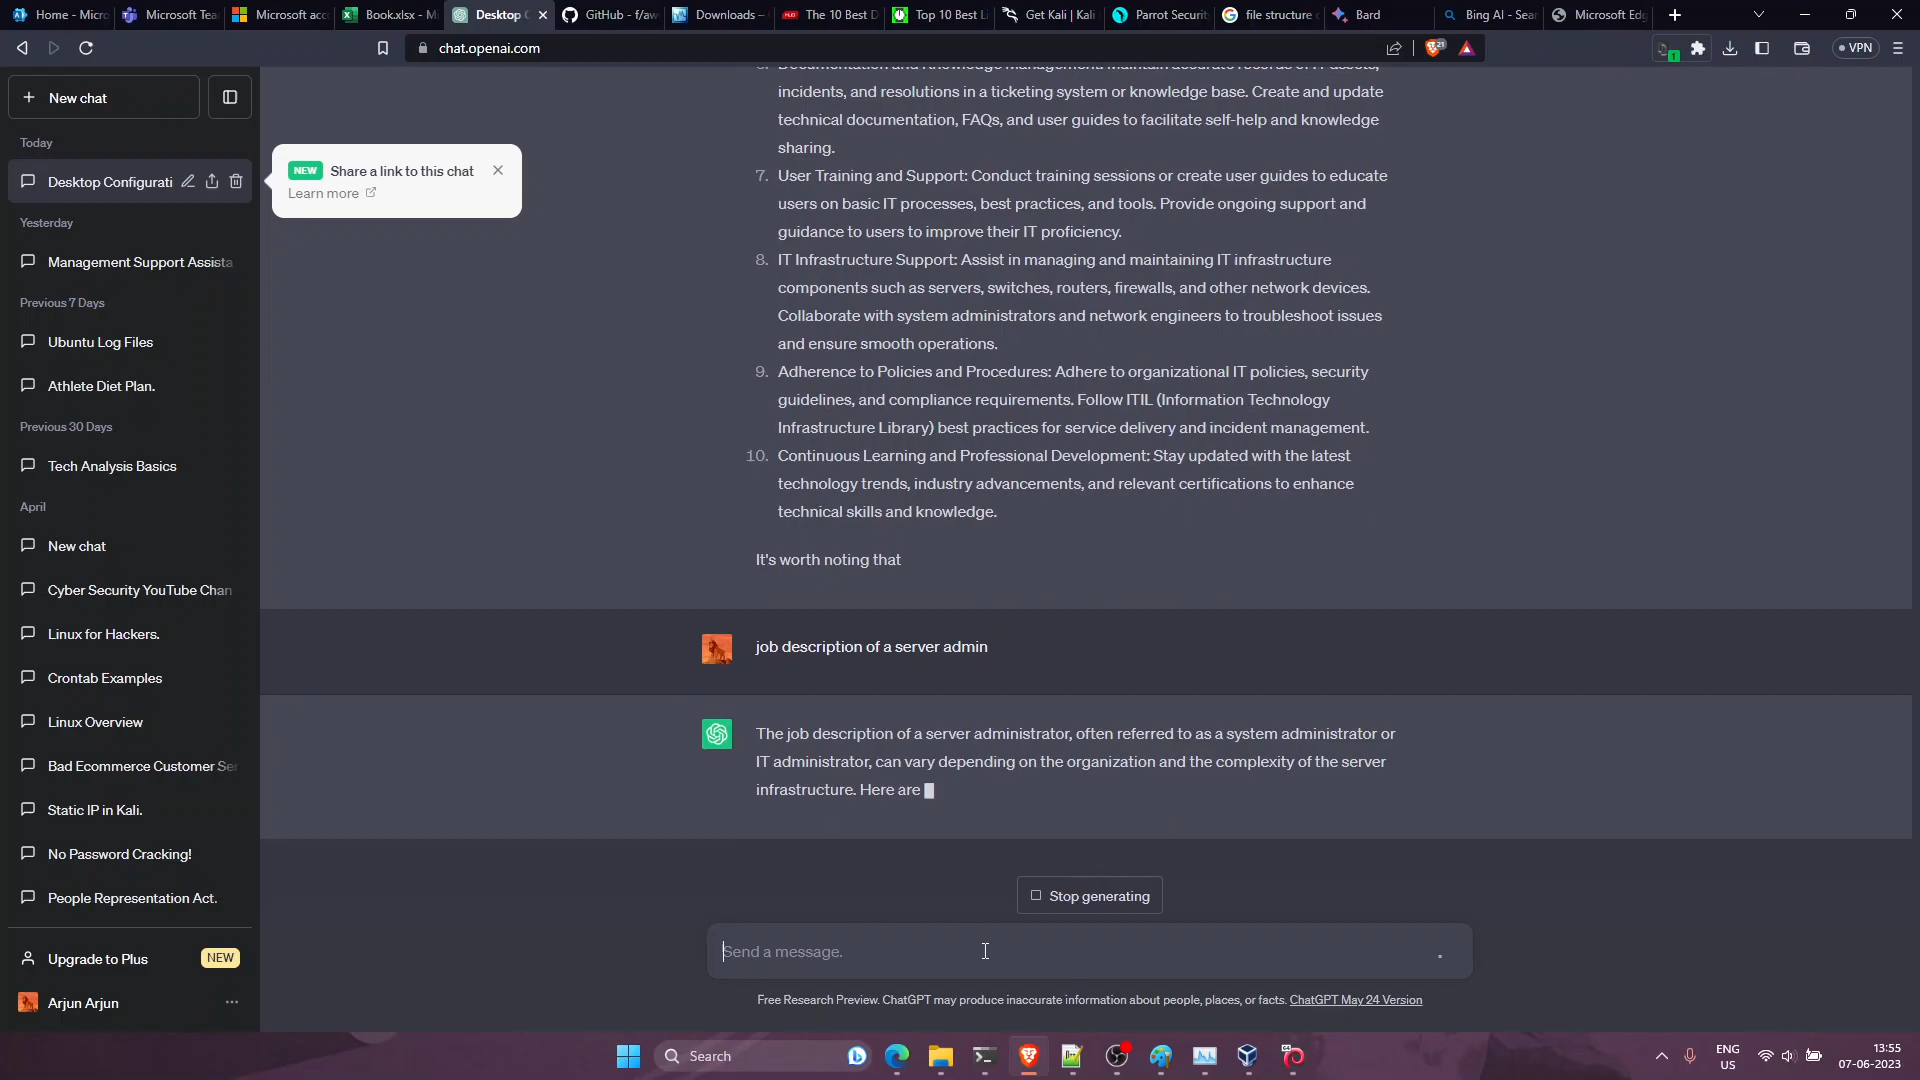 Home - Micro
Microsoft Tea
Microsoft acc
Book.xlsx - M
Desktop C
GitHub - f/aw
Downloads –
The 10 Best D
Top 10 Best Li
Get Kali | Kali
Parrot Securit
file structure o
Bard
Bing AI - Sear
Microsoft Edg
chat.openai.com
21
1
VPN
New chat
Today
Desktop Configurati
Yesterday
Management Support Assista
Previous 7 Days
Ubuntu Log Files
Athlete Diet Plan.
Previous 30 Days
Tech Analysis Basics
April
New chat
Cyber Security YouTube Chan
Linux for Hackers.
Crontab Examples
Linux Overview
Bad Ecommerce Customer Ser
Static IP in Kali.
No Password Cracking!
People Representation Act.
Upgrade to Plus
NEW
Arjun Arjun
NEW Share a link to this chat
Learn more
Documentation and Knowledge Management: Maintain accurate records of IT assets,
incidents, and resolutions in a ticketing system or knowledge base. Create and update
technical documentation, FAQs, and user guides to facilitate self-help and knowledge
sharing.
7. User Training and Support: Conduct training sessions or create user guides to educate
users on basic IT processes, best practices, and tools. Provide ongoing support and
guidance to users to improve their IT proficiency.
8. IT Infrastructure Support: Assist in managing and maintaining IT infrastructure
components such as servers, switches, routers, firewalls, and other network devices.
Collaborate with system administrators and network engineers to troubleshoot issues
and ensure smooth operations.
9. Adherence to Policies and Procedures: Adhere to organizational IT policies, security
guidelines, and compliance requirements. Follow ITIL (Information Technology
Infrastructure Library) best practices for service delivery and incident management.
10. Continuous Learning and Professional Development: Stay updated with the latest
technology trends, industry advancements, and relevant certifications to enhance
technical skills and knowledge.
It's worth noting that
job description of a server admin
The job description of a server administrator, often referred to as a system administrator or
IT administrator, can vary depending on the organization and the complexity of the server
infrastructure. Here are
Stop generating
Send a message.
Free Research Preview. ChatGPT may produce inaccurate information about people, places, or facts. ChatGPT May 24 Version
Search
ENG
US
13:55
07-06-2023